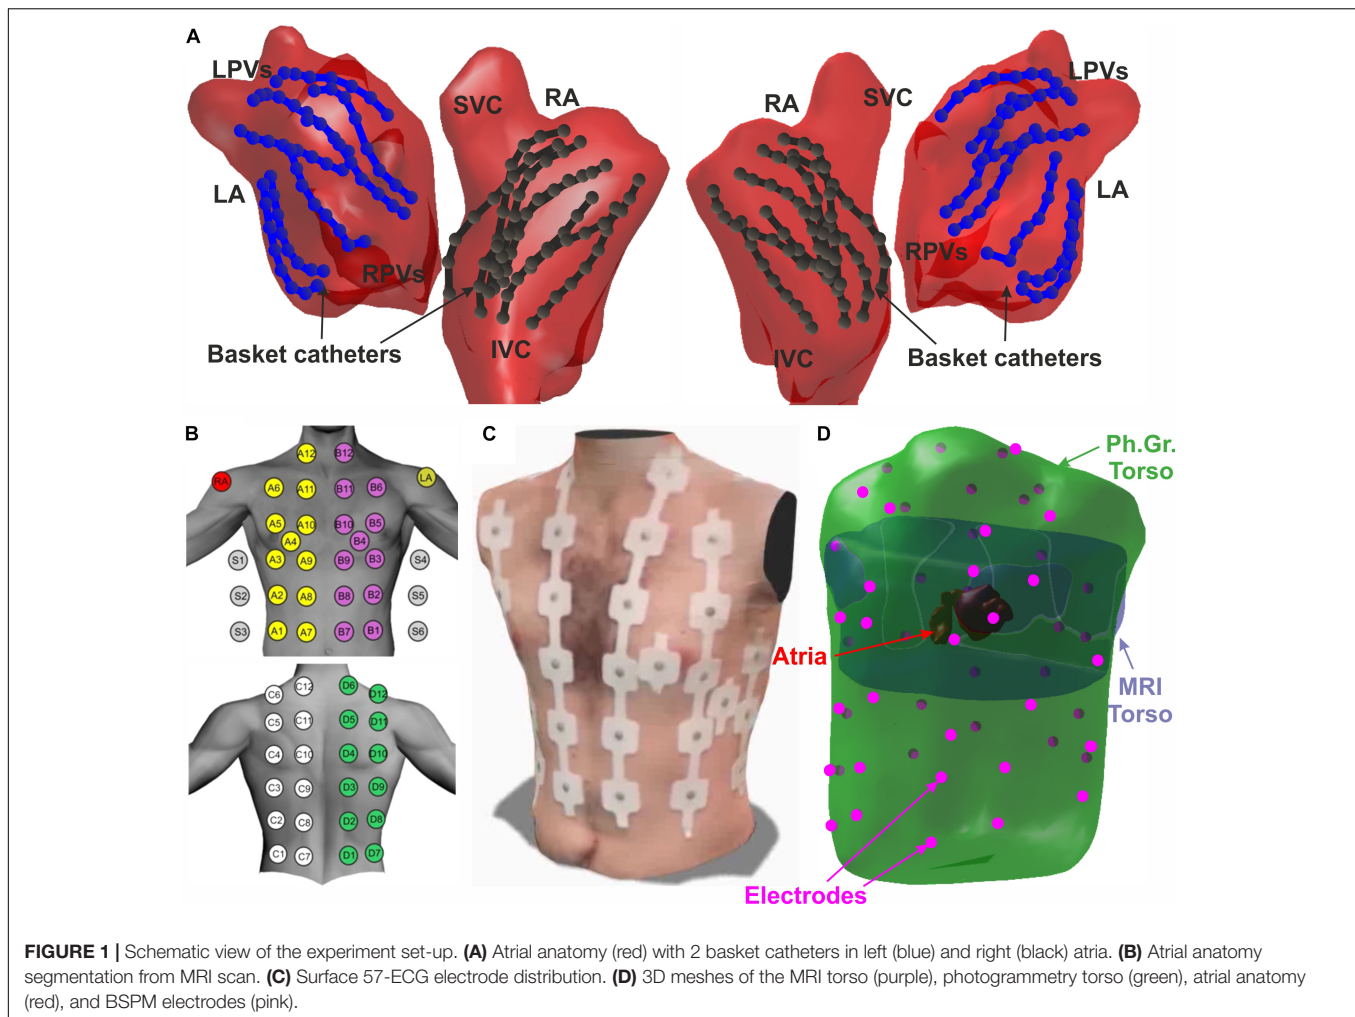 A
LPVs
SVC
RA
LA
RPVs
IVC
Basket catheters
RA
SVC
LPVs
LA
RPVs
IVC
Basket catheters
B
A12 B12
RA LA
A6 A11 B11 B6
A5 A10 B10 B5
A4 B4
S1 A3 A9 B9 B3 S4
S2 A2 A8 B8 B2 S5
S3 A1 A7 B7 B1 S6
C6 C12 D6 D12
C5 C11 D5 D11
C4 C10 D4 D10
C3 C9 D3 D9
C2 C8 D2 D8
C1 C7 D1 D7
C
D
Ph.Gr.
Torso
Atria
MRI
Torso
Electrodes
FIGURE 1 | Schematic view of the experiment set-up. (A) Atrial anatomy (red) with 2 basket catheters in left (blue) and right (black) atria. (B) Atrial anatomy
segmentation from MRI scan. (C) Surface 57-ECG electrode distribution. (D) 3D meshes of the MRI torso (purple), photogrammetry torso (green), atrial anatomy
(red), and BSPM electrodes (pink).